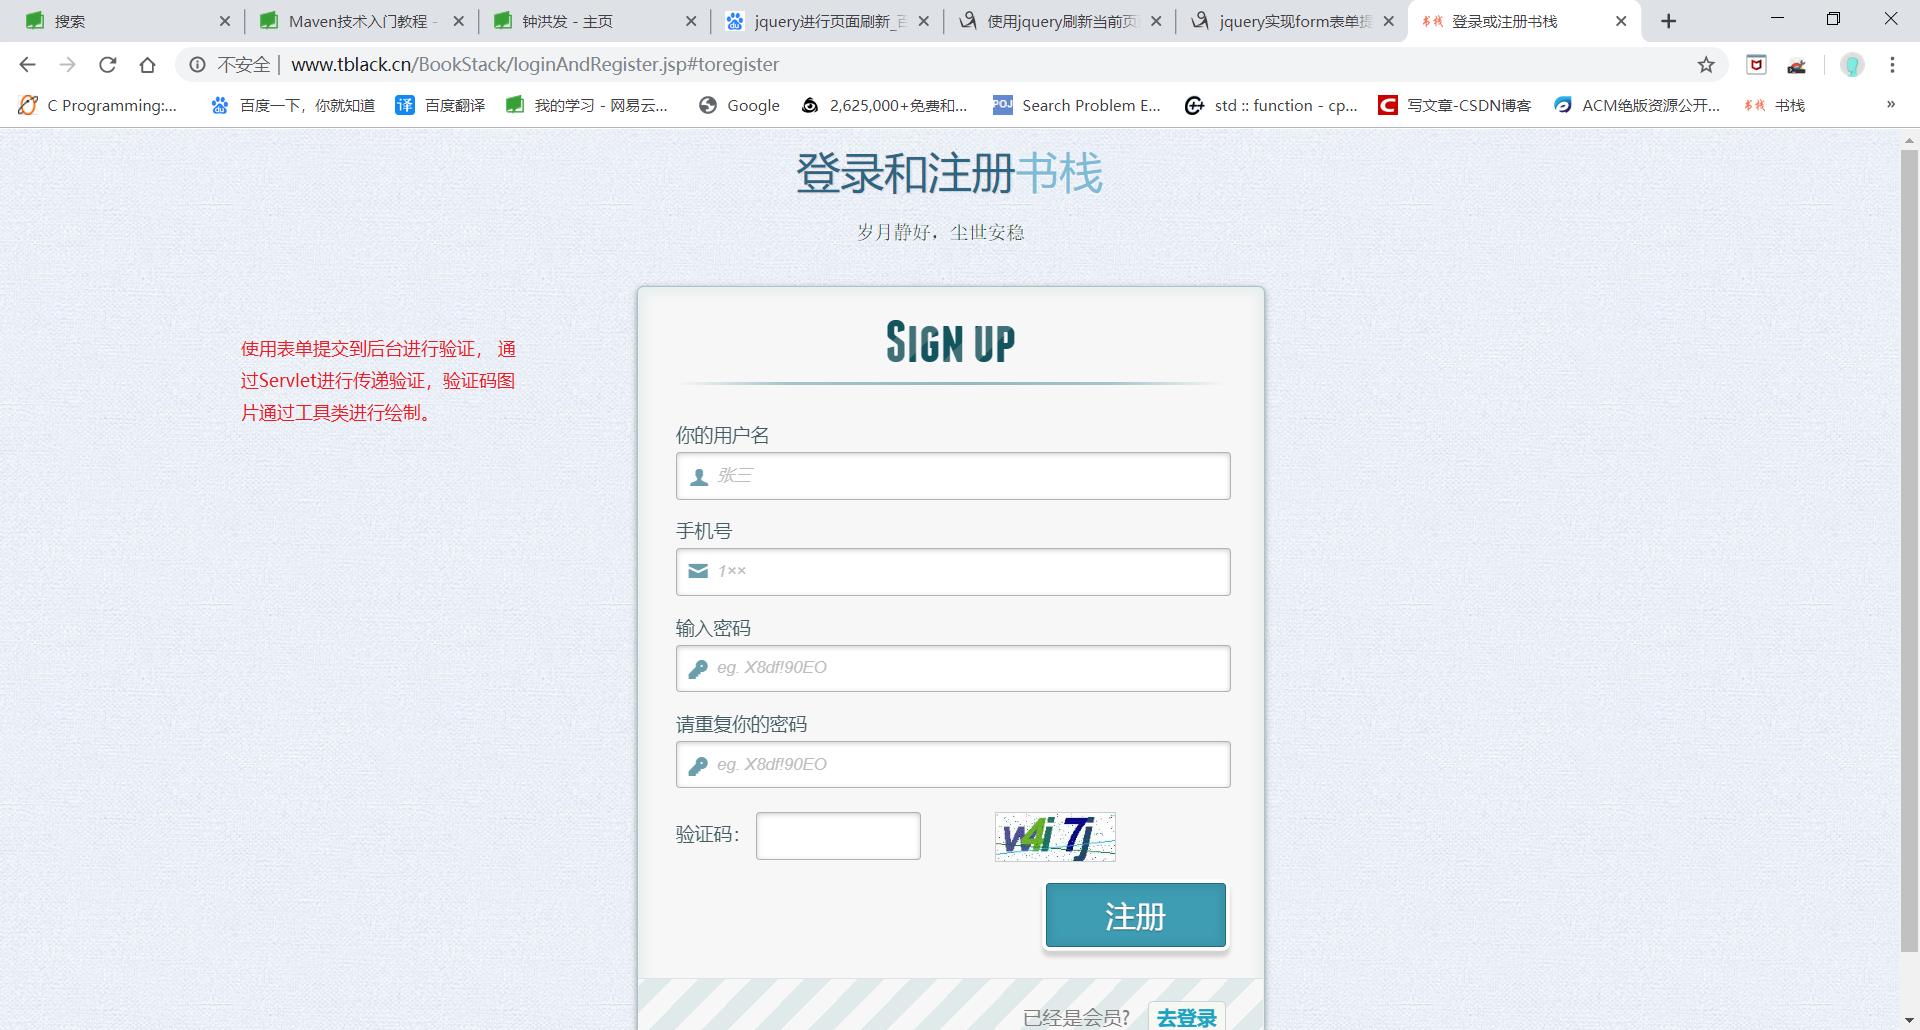 搜索
Maven技术入门教程 -
钟洪发 - 主页
jquery进行页面刷新_百
使用jquery刷新当前页
jquery实现form表单提
登录或注册书栈
不安全 | www.tblack.cn/BookStack/loginAndRegister.jsp#toregister
C Programming:...
百度一下，你就知道
译 百度翻译
我的学习 - 网易云...
Google
2,625,000+免费和...
POJ Search Problem E...
std :: function - cp...
C 写文章-CSDN博客
ACM绝版资源公开...
书栈 书栈
»
登录和注册书栈
岁月静好，尘世安稳
使用表单提交到后台进行验证， 通
过Servlet进行传递验证，验证码图
片通过工具类进行绘制。
Sign up
你的用户名
张三
手机号
1××
输入密码
eg. X8df!90EO
请重复你的密码
eg. X8df!90EO
验证码：
w4i 7j
注册
已经是会员?
去登录